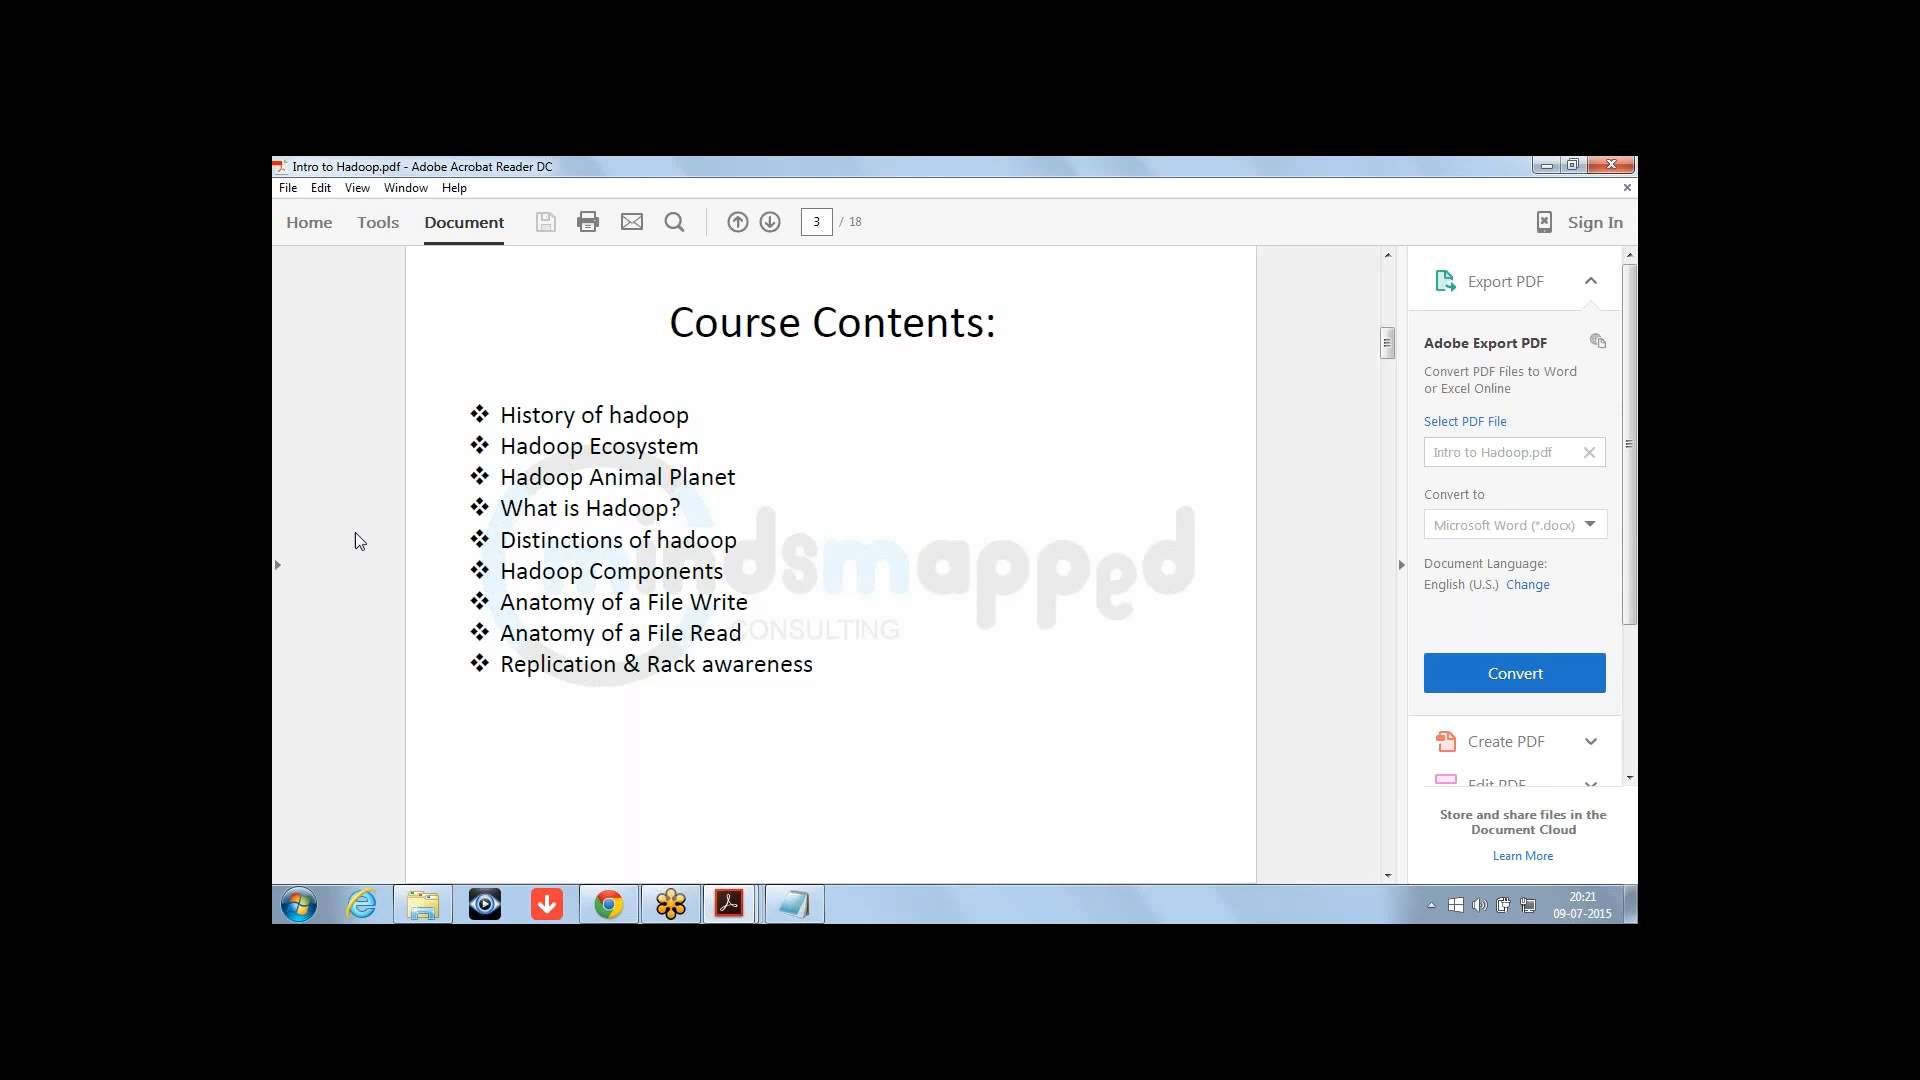 Intro to Hadoop.pdf - Adobe Acrobat Reader DC
File Edit View Window Help
Home Tools Document 3 / 18 Sign In
Course Contents:
History of hadoop
Hadoop Ecosystem
Hadoop Animal Planet
What is Hadoop?
Distinctions of hadoop
Hadoop Components
Anatomy of a File Write
Anatomy of a File Read
Replication & Rack awareness
mindsmapped
CONSULTING
Export PDF
Adobe Export PDF
Convert PDF Files to Word
or Excel Online
Select PDF File
Intro to Hadoop.pdf
Convert to
Microsoft Word (*.docx)
Document Language:
English (U.S.) Change
Convert
Create PDF
Edit PDF
Store and share files in the
Document Cloud
Learn More
20:21
09-07-2015